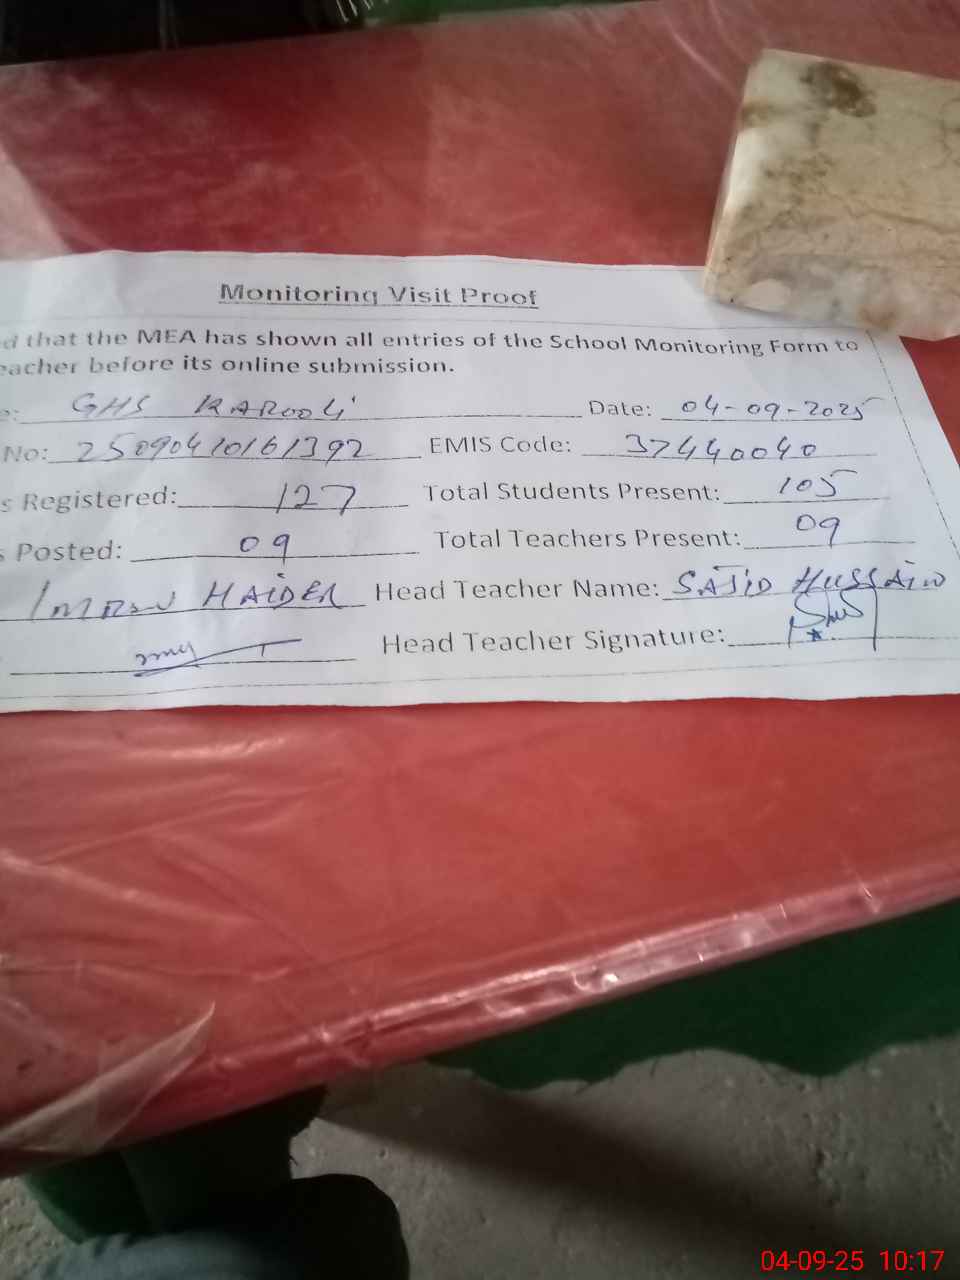 Monitoring Visit Proof
d that the MEA has shown all entries of the School Monitoring Form to
eacher before its online submission.
e: GHS KAROOLI Date: 04-09-2025
No: 25090410161392 EMIS Code: 37440040
s Registered: 127 Total Students Present: 105
s Posted: 09 Total Teachers Present: 09
IMRAN HAIDER Head Teacher Name: SAJID HUSSAIN
Head Teacher Signature:
04-09-25 10:17